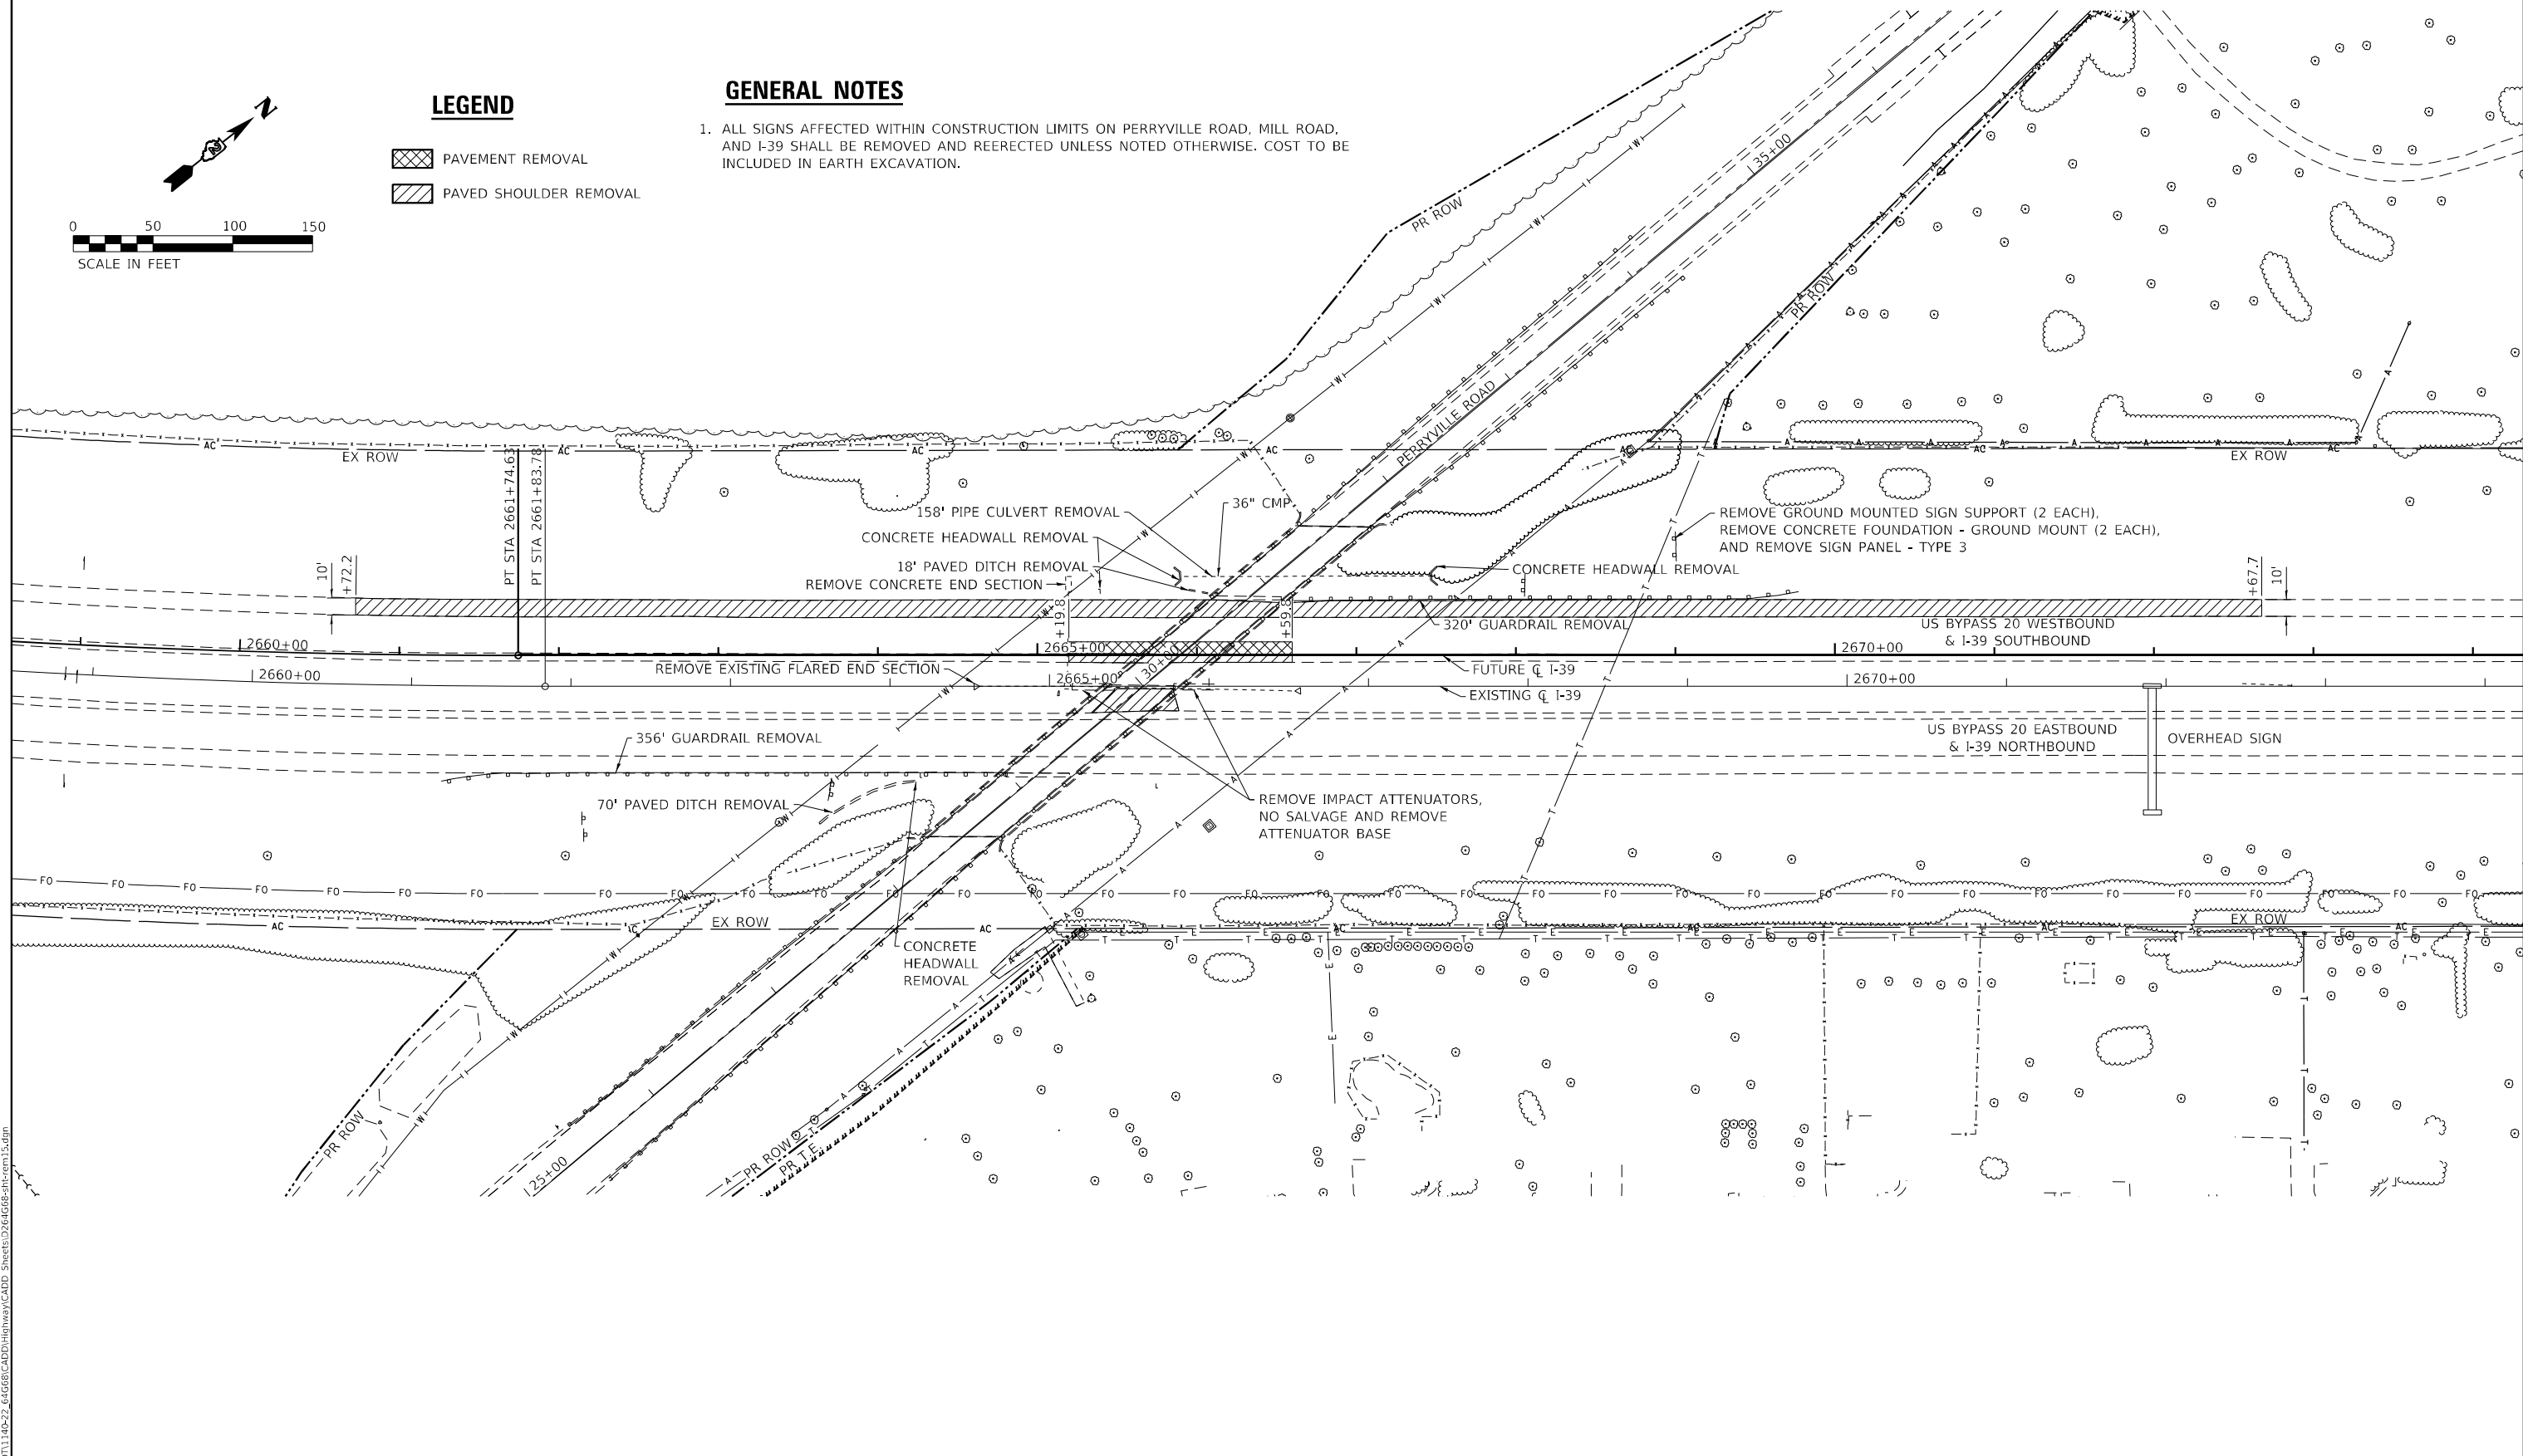 LEGEND
PAVEMENT REMOVAL
PAVED SHOULDER REMOVAL
GENERAL NOTES
1. ALL SIGNS AFFECTED WITHIN CONSTRUCTION LIMITS ON PERRYVILLE ROAD, MILL ROAD,
AND I-39 SHALL BE REMOVED AND REERECTED UNLESS NOTED OTHERWISE. COST TO BE
INCLUDED IN EARTH EXCAVATION.
N
0 50 100 150
SCALE IN FEET
PR ROW
35+00
PR ROW
PERRYVILLE ROAD
EX ROW
EX ROW
PT STA 2661+74.63
PT STA 2661+83.78
36" CMP
158' PIPE CULVERT REMOVAL
CONCRETE HEADWALL REMOVAL
18' PAVED DITCH REMOVAL
REMOVE CONCRETE END SECTION
REMOVE GROUND MOUNTED SIGN SUPPORT (2 EACH),
REMOVE CONCRETE FOUNDATION - GROUND MOUNT (2 EACH),
AND REMOVE SIGN PANEL - TYPE 3
CONCRETE HEADWALL REMOVAL
10'
+72.2
+19.8
+59.8
+67.7
10'
320' GUARDRAIL REMOVAL
US BYPASS 20 WESTBOUND
& I-39 SOUTHBOUND
2660+00
2665+00
2670+00
30+00
REMOVE EXISTING FLARED END SECTION
FUTURE ℄ I-39
2660+00
2665+00
2670+00
EXISTING ℄ I-39
356' GUARDRAIL REMOVAL
US BYPASS 20 EASTBOUND
& I-39 NORTHBOUND
OVERHEAD SIGN
70' PAVED DITCH REMOVAL
REMOVE IMPACT ATTENUATORS,
NO SALVAGE AND REMOVE
ATTENUATOR BASE
EX ROW
EX ROW
CONCRETE
HEADWALL
REMOVAL
PR ROW
25+00
PR ROW
PR T.E.